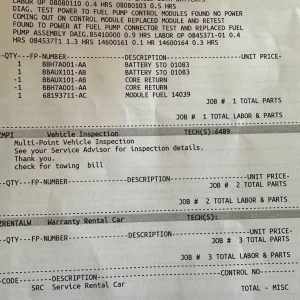 LABOR OP 08080110 0.4 HRS 08080103 0.5 HRS
DIAG. TEST POWER TO FUEL PUMP CONTROL MODULES FOUND NO POWER
COMING OUT ON CONTROL MODULE REPLACED MODULE AND RETEST
FOUND TO POWER AT FUEL PUMP CONNECTOR TEST AND REPLACED FUEL
PUMP ASSEMBLY DAIG.85410000 0.9 HRS LABOR OP 0845371-01 0.4
HRS 0845371T1 1.3 HRS 14600161 0.1 HR 14600164 0.3 HRS
-QTY---FP-NUMBER---------------DESCRIPTION--------------------UNIT PRICE-
1 BBH7AOD1-AA BATTERY STO 01083
1 BBAUX101-AB BATTERY STO 01083
-1 BBAUX101-AB CORE RETURN
-1 BBH7AOD1-AA CORE RETURN
1 68193711-AC MODULE FUEL 14039
JOB # 1 TOTAL PARTS
JOB # 1 TOTAL LABOR & PARTS
MPI Vehicle Inspection TECH(S):6489
Multi-Point Vehicle Inspection
See your Service Advisor for inspection details.
Thank you.
check for towing bill
-QTY---FP-NUMBER---------------DESCRIPTION--------------------UNIT PRICE-
JOB # 2 TOTAL PARTS
JOB # 2 TOTAL LABOR & PARTS
ZRENTALW Warranty Rental Car TECH(S):
-QTY---FP-NUMBER---------------DESCRIPTION--------------------UNIT PRICE-
JOB # 3 TOTAL PARTS
JOB # 3 TOTAL LABOR & PARTS
-CODE--------DESCRIPTION--------------------CONTROL NO------
SRC Service Rental Car
TOTAL - MISC